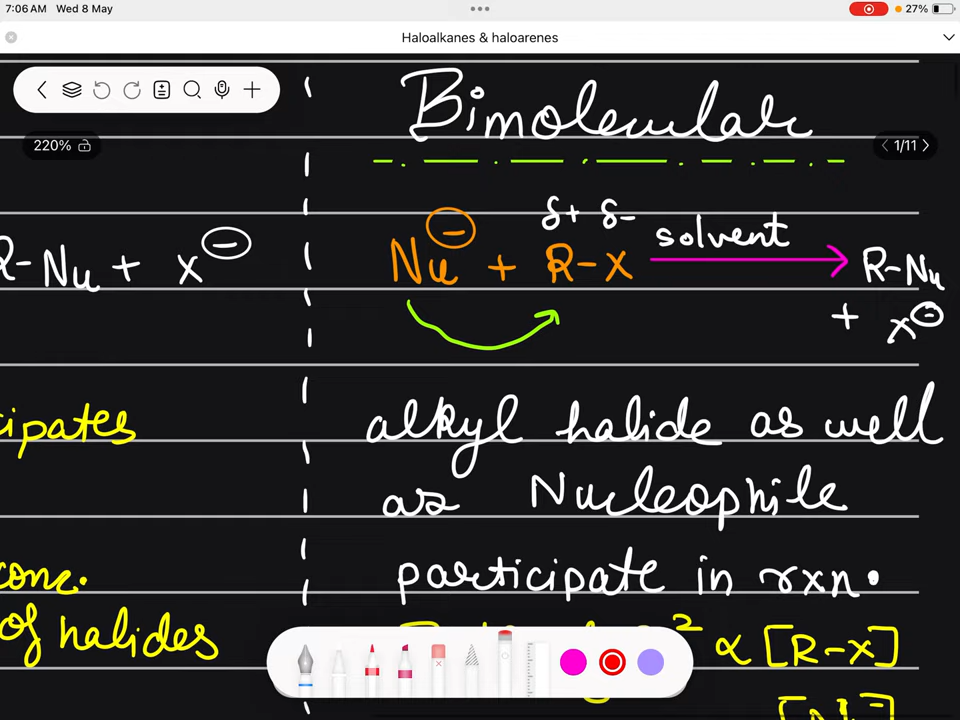 7:06 AM Wed 8 May
27%
Haloalkanes & haloarenes
220%
1/11
Bimolecular
R-Nu + X⊖
Nu⊖ + R-X
δ+ δ-
solvent
R-Nu
+ X⊖
cipates
alkyl halide as well
as Nucleophile
participate in rxn.
conc.
of halides
2 ∝ [R-X]